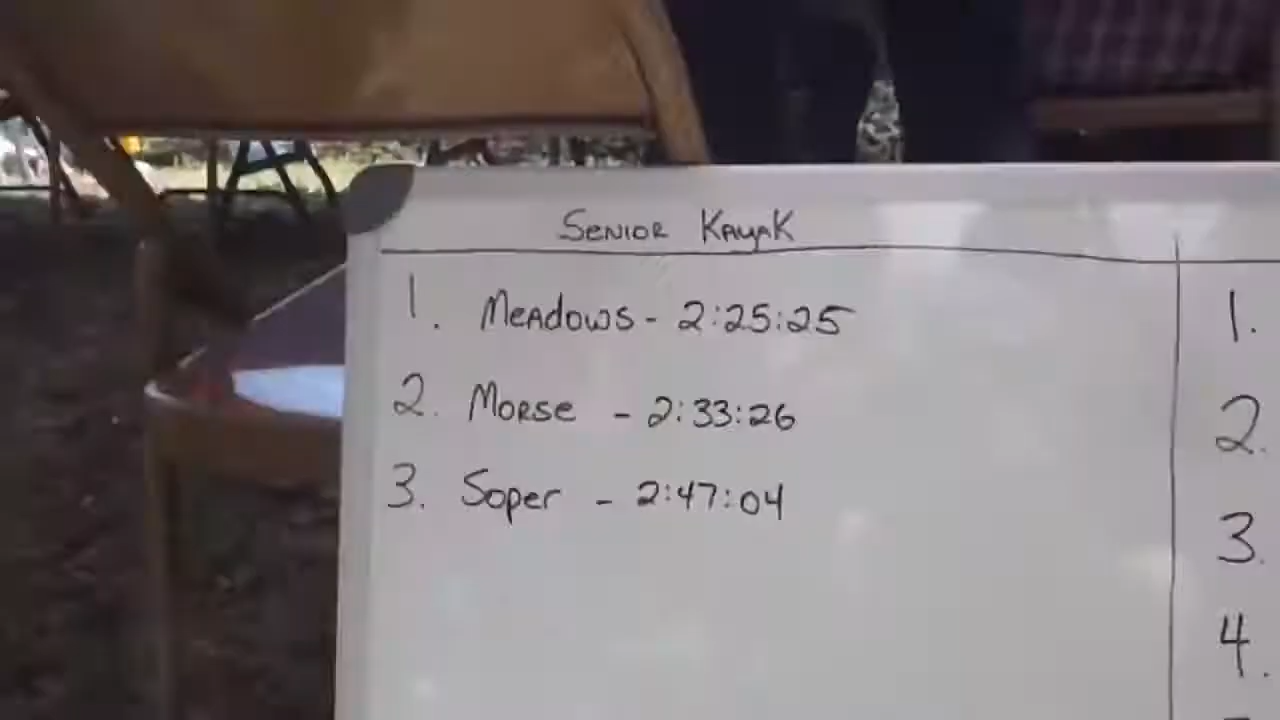 Senior Kayak
1. Meadows - 2:25:25
2. Morse - 2:33:26
3. Soper - 2:47:04
1.
2.
3.
4.